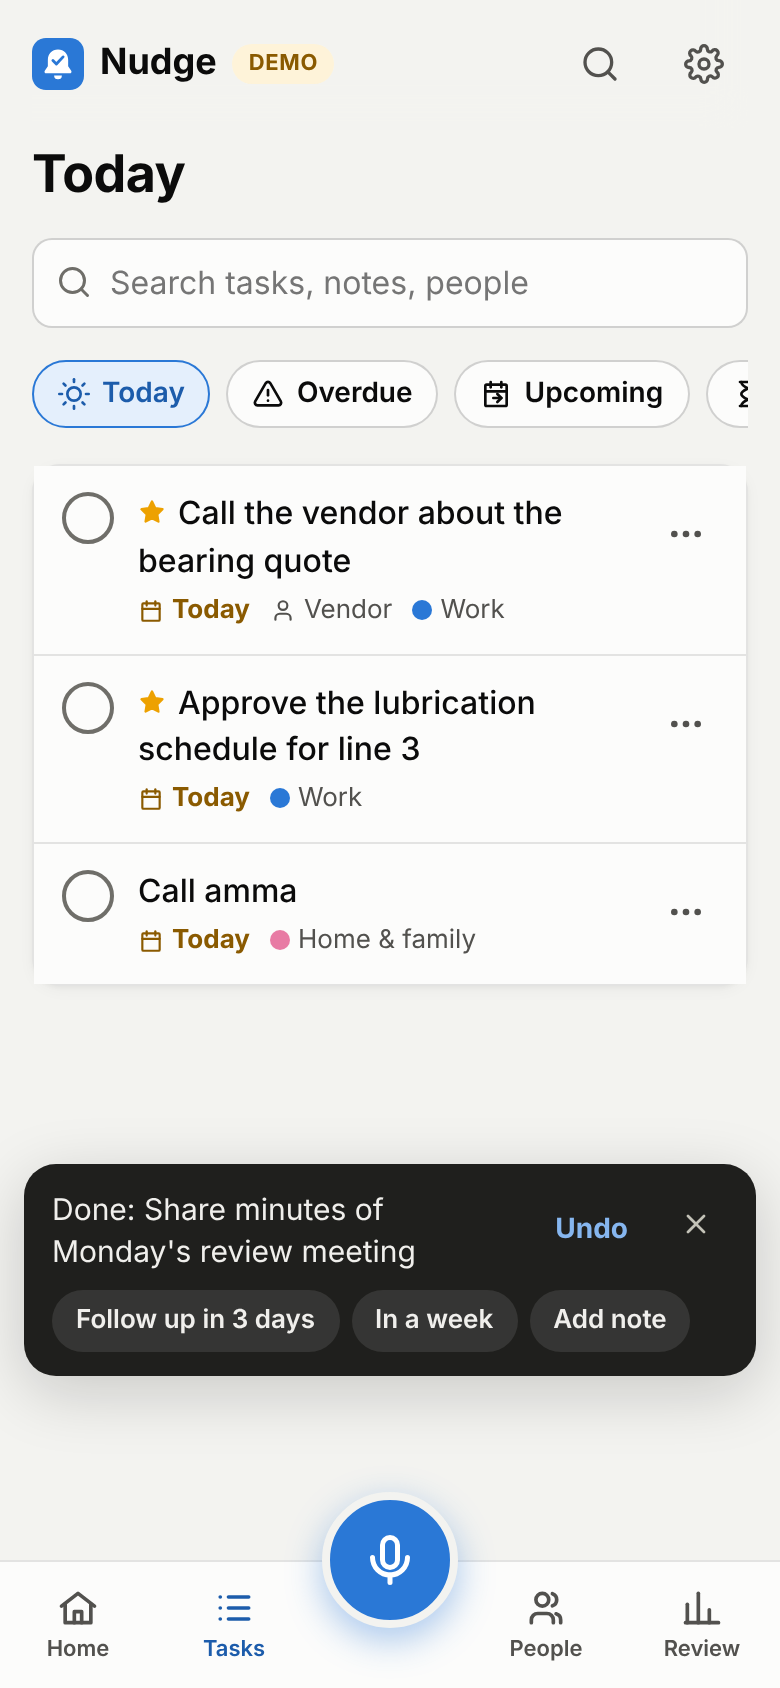 Nudge DEMO
Today
Search tasks, notes, people
Today Overdue Upcoming
Call the vendor about the
bearing quote
Today Vendor Work
Approve the lubrication
schedule for line 3
Today Work
Call amma
Today Home & family
Done: Share minutes of
Monday's review meeting
Undo
Follow up in 3 days In a week Add note
Home Tasks People Review